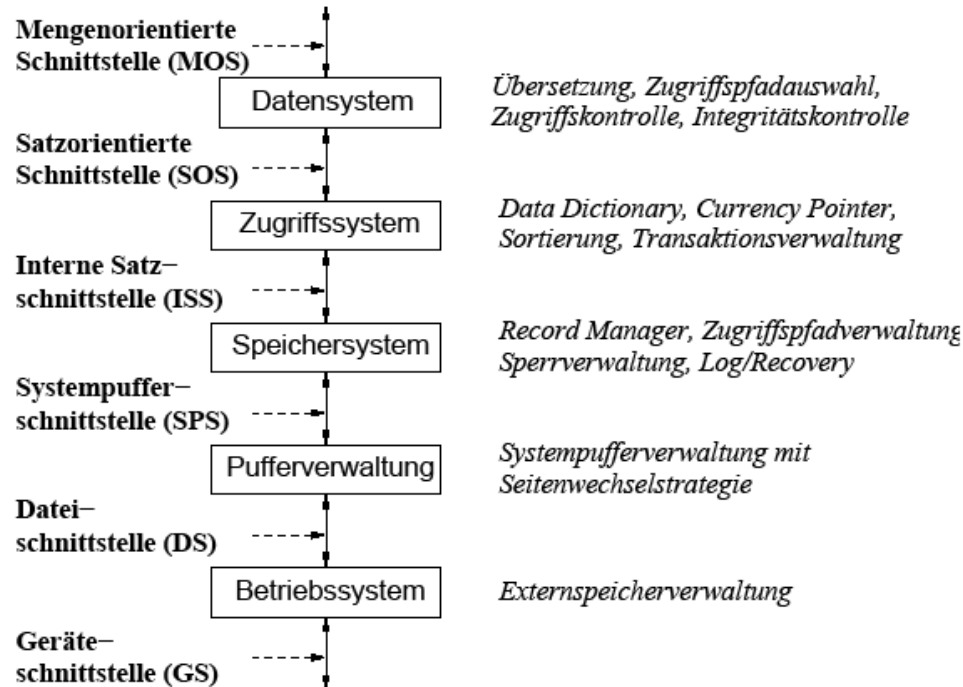 Mengenorientierte
Schnittstelle (MOS)
Datensystem
Übersetzung, Zugriffspfadauswahl,
Zugriffskontrolle, Integritätskontrolle
Satzorientierte
Schnittstelle (SOS)
Zugriffssystem
Data Dictionary, Currency Pointer,
Sortierung, Transaktionsverwaltung
Interne Satz–
schnittstelle (ISS)
Speichersystem
Record Manager, Zugriffspfadverwaltung
Sperrverwaltung, Log/Recovery
Systempuffer–
schnittstelle (SPS)
Pufferverwaltung
Systempufferverwaltung mit
Seitenwechselstrategie
Datei–
schnittstelle (DS)
Betriebssystem
Externspeicherverwaltung
Geräte–
schnittstelle (GS)